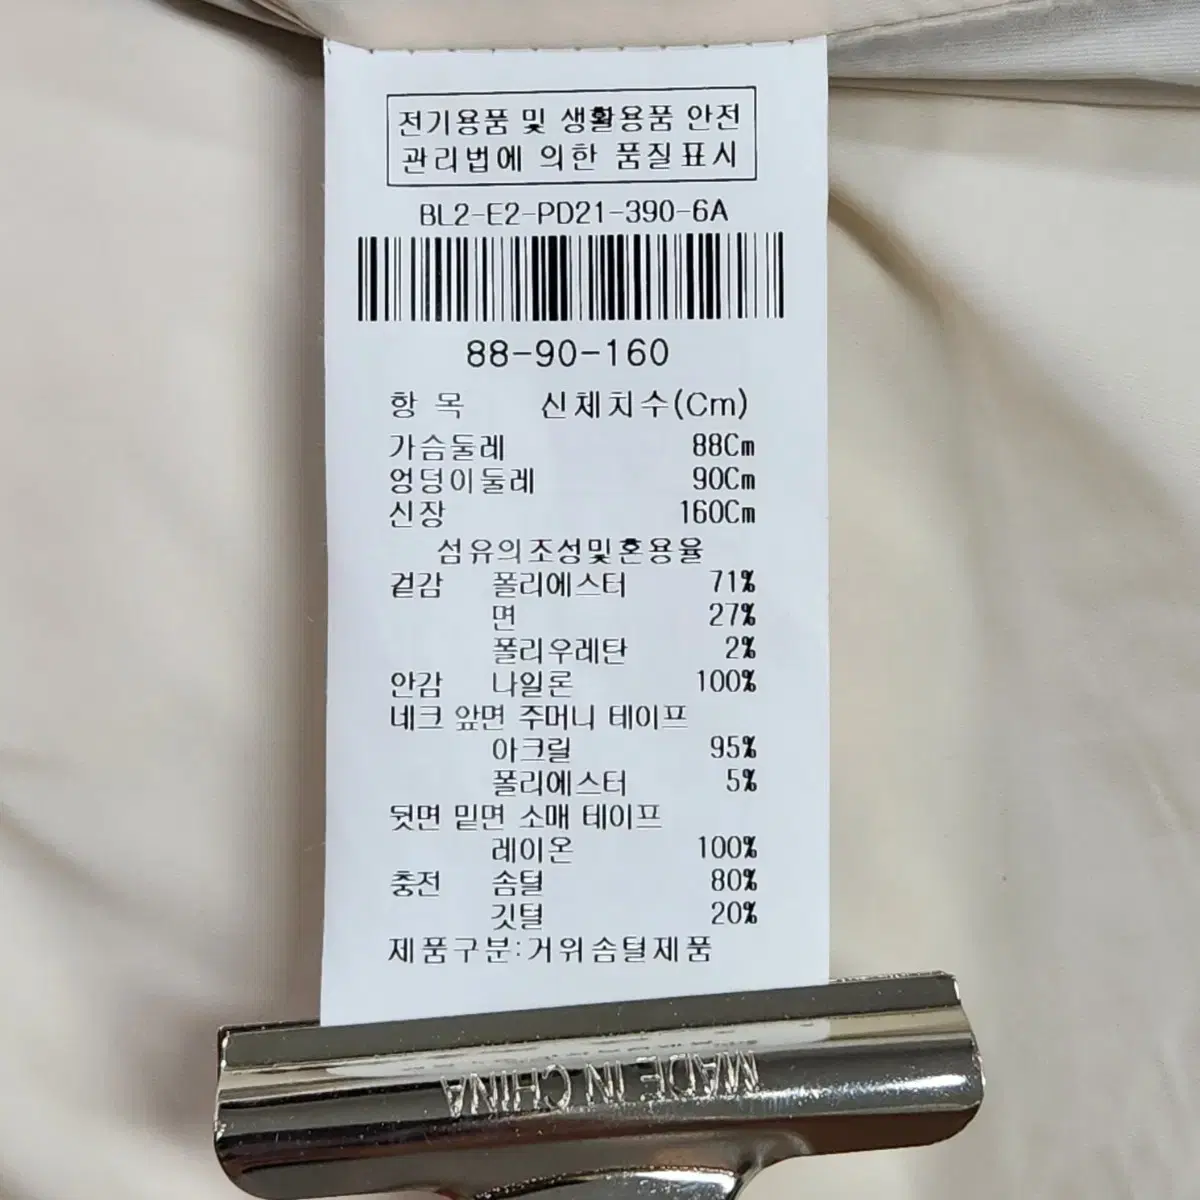 전기용품 및 생활용품 안전
관리법에 의한 품질표시
BL2-E2-PD21-390-6A
88-90-160
항 목 신체치수(Cm)
가슴둘레 88Cm
엉덩이둘레 90Cm
신장 160Cm
섬유의조성및혼용율
겉감 폴리에스터 71%
면 27%
폴리우레탄 2%
안감 나일론 100%
네크 앞면 주머니 테이프
아크릴 95%
폴리에스터 5%
뒷면 밑면 소매 테이프
레이온 100%
충전 솜털 80%
깃털 20%
제품구분:거위솜털제품
MADE IN CHINA